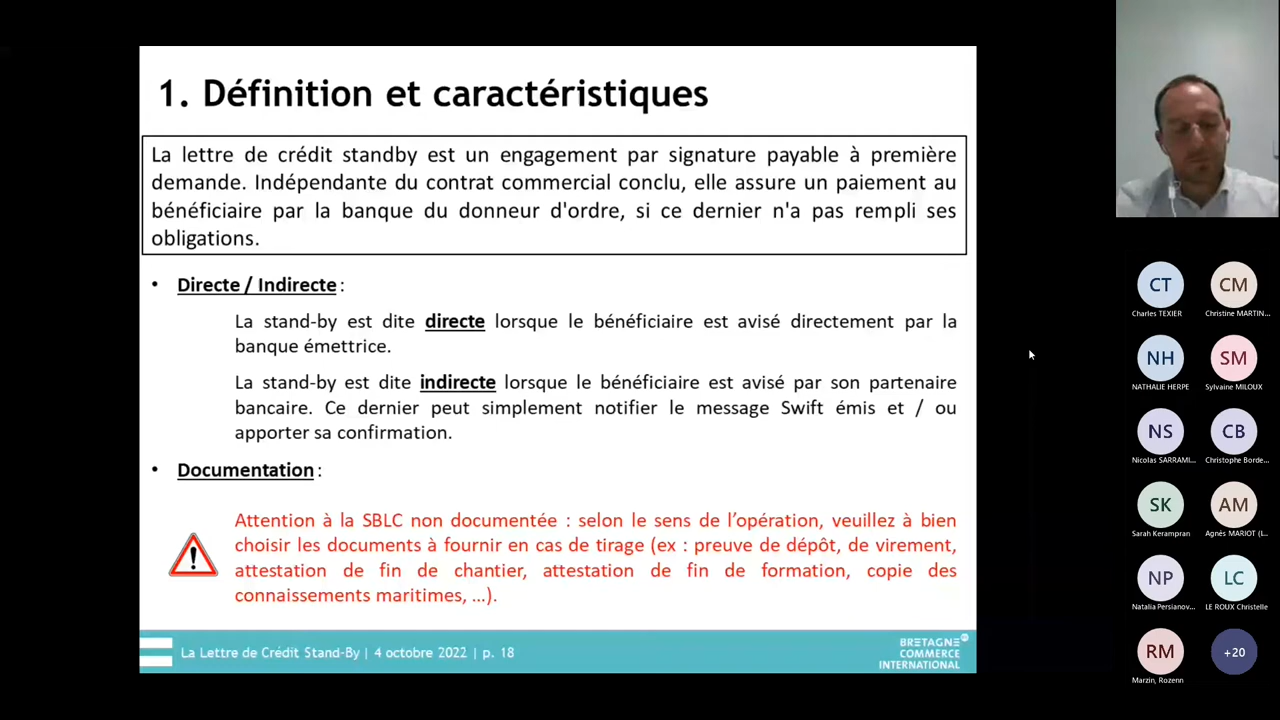 1. Définition et caractéristiques
La lettre de crédit standby est un engagement par signature payable à première
demande. Indépendante du contrat commercial conclu, elle assure un paiement au
bénéficiaire par la banque du donneur d'ordre, si ce dernier n'a pas rempli ses
obligations.
• Directe / Indirecte :
La stand-by est dite directe lorsque le bénéficiaire est avisé directement par la
banque émettrice.
La stand-by est dite indirecte lorsque le bénéficiaire est avisé par son partenaire
bancaire. Ce dernier peut simplement notifier le message Swift émis et / ou
apporter sa confirmation.
• Documentation :
Attention à la SBLC non documentée : selon le sens de l’opération, veuillez à bien
choisir les documents à fournir en cas de tirage (ex : preuve de dépôt, de virement,
attestation de fin de chantier, attestation de fin de formation, copie des
connaissements maritimes, …).
La Lettre de Crédit Stand-By | 4 octobre 2022 | p. 18
BRETAGNE
COMMERCE
INTERNATIONAL
CT CM
Charles TEXIER Christine MARTIN...
NH SM
NATHALIE HERPE Sylvaine MILOUX
NS CB
Nicolas SARRAMI... Christophe Borde...
SK AM
Sarah Kerampran Agnès MARIOT (L...
NP LC
Natalia Persianov... LE ROUX Christelle
RM +20
Marzin, Rozenn